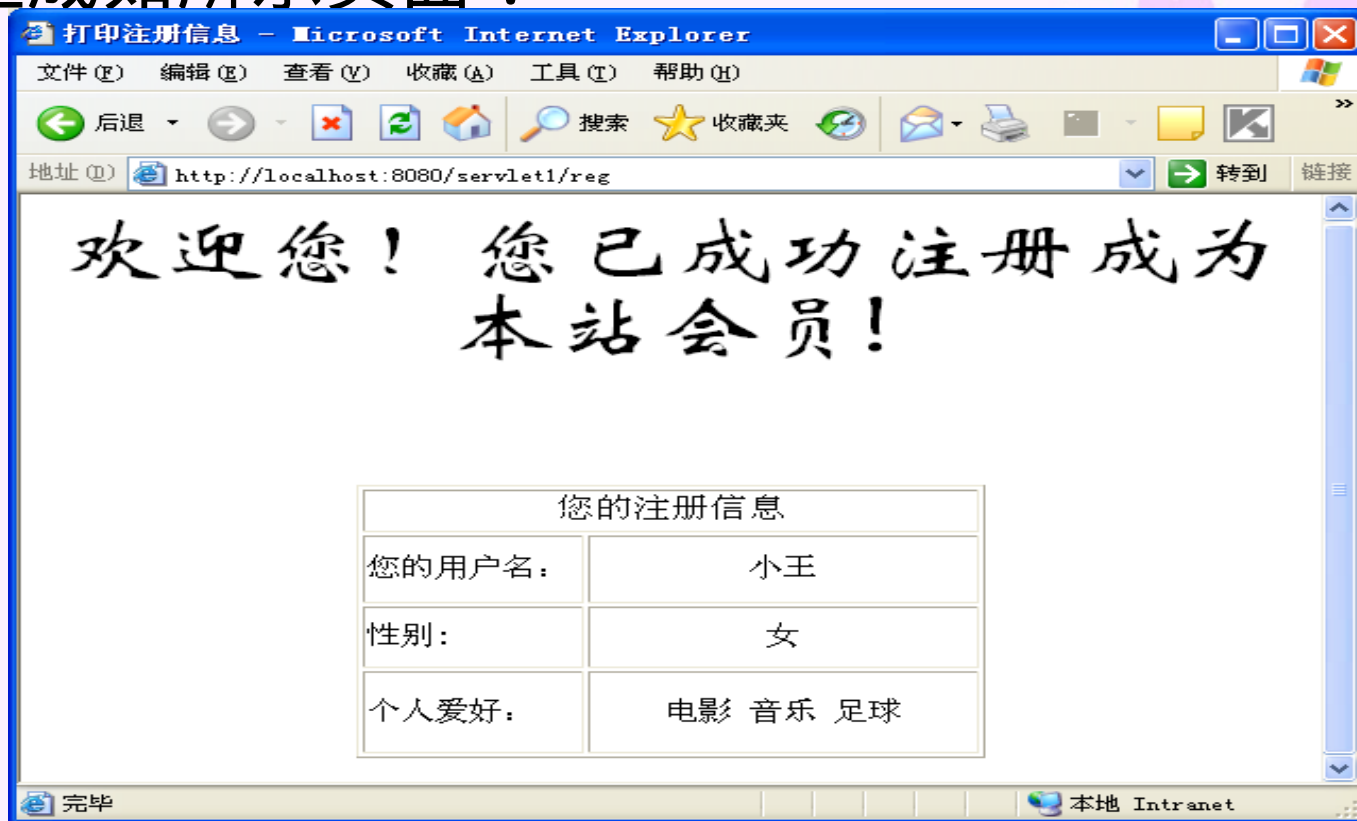 打印注册信息 - Microsoft Internet Explorer
文件(F) 编辑(E) 查看(V) 收藏(A) 工具(T) 帮助(H)
后退 搜索 收藏夹 »
地址(D) http://localhost:8080/servlet1/reg 转到 链接
欢迎您！您已成功注册成为
本站会员！
您的注册信息
您的用户名： 小王
性别： 女
个人爱好： 电影 音乐 足球
完毕 本地 Intranet